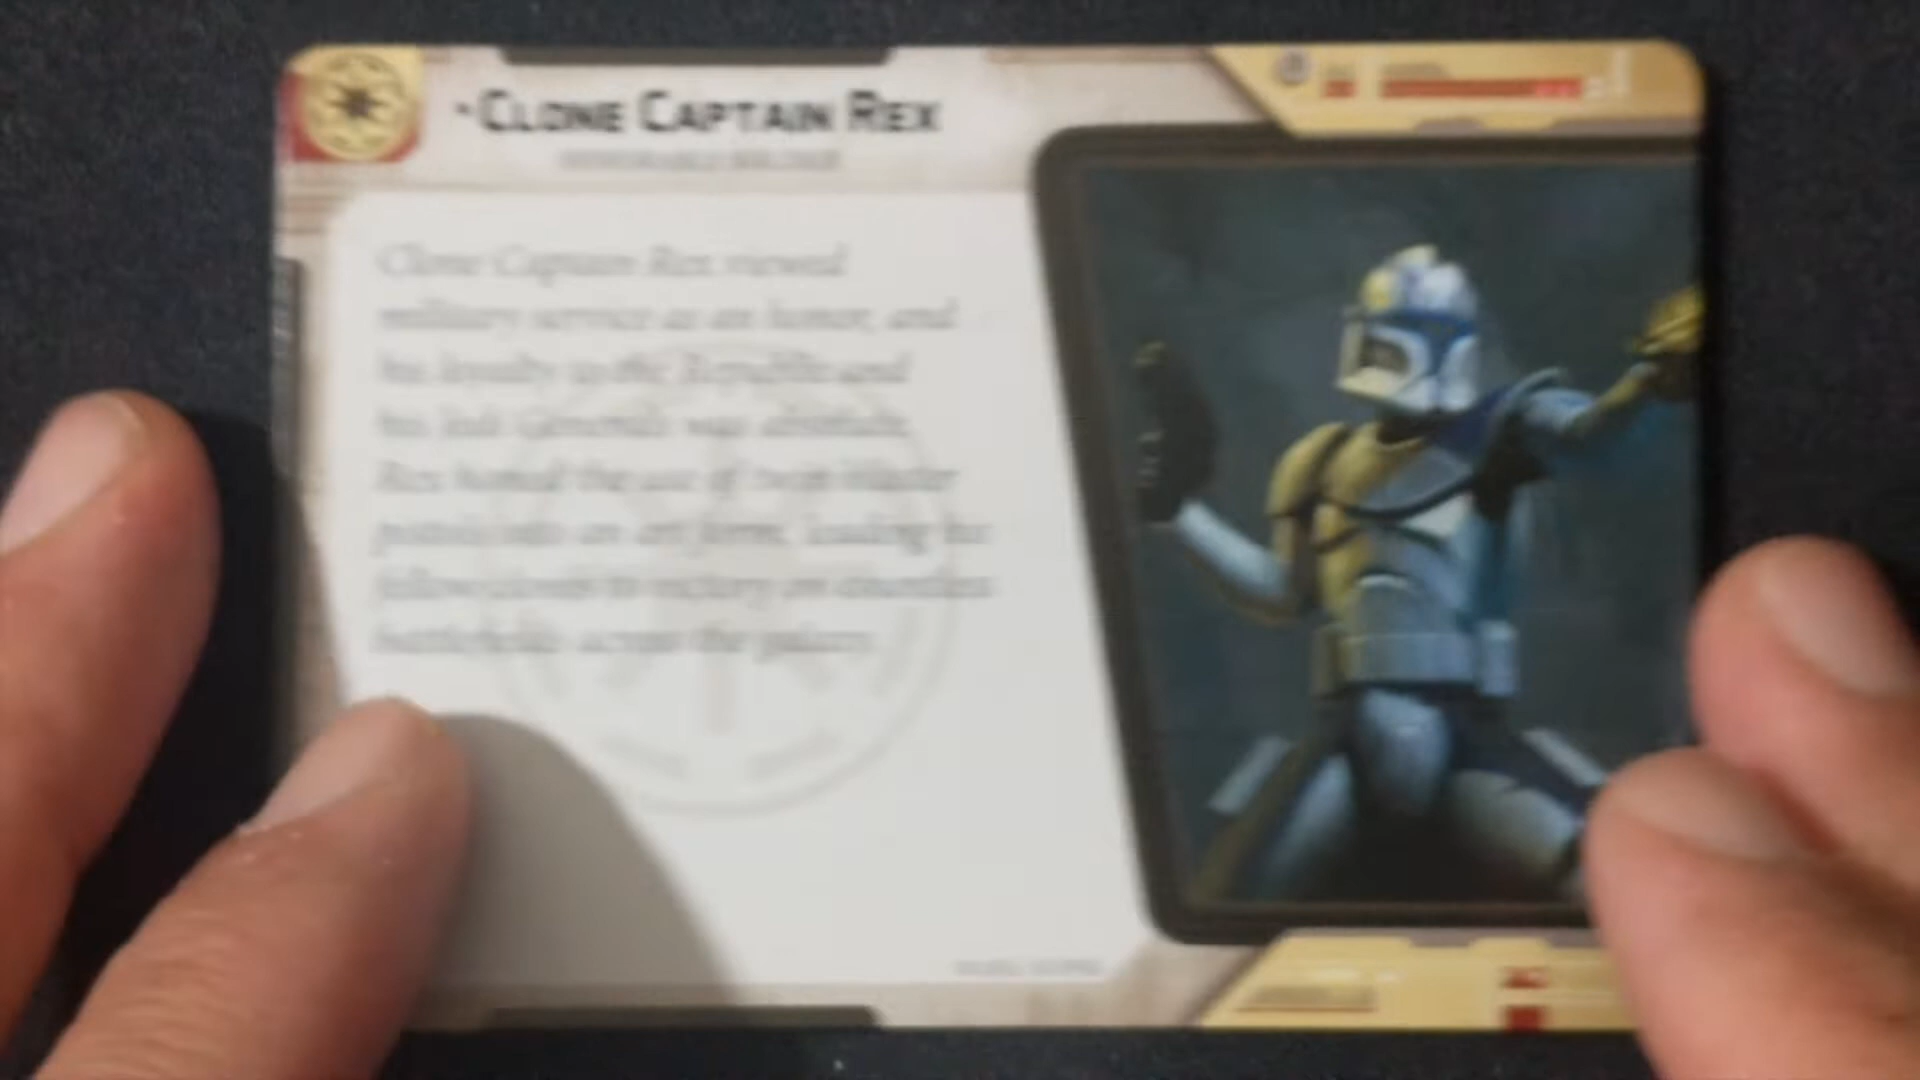 CLONE CAPTAIN REX
HONORABLE SOLDIER
Clone Captain Rex viewed
military service as an honor, and
his loyalty to the Republic and
his Jedi Generals was absolute.
Rex honed the use of twin blaster
pistols into an art form, leading his
fellow clones to victory on countless
battlefields across the galaxy.